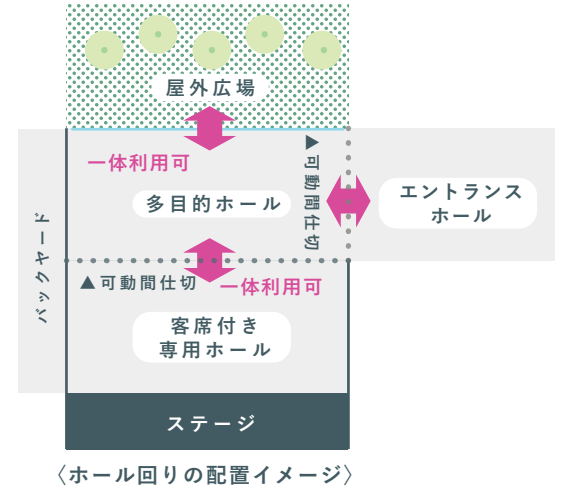 屋外広場
一体利用可
▼可動間仕切
多目的ホール
エントランス
ホール
バックヤード
▲可動間仕切
一体利用可
客席付き
専用ホール
ステージ
〈ホール回りの配置イメージ〉